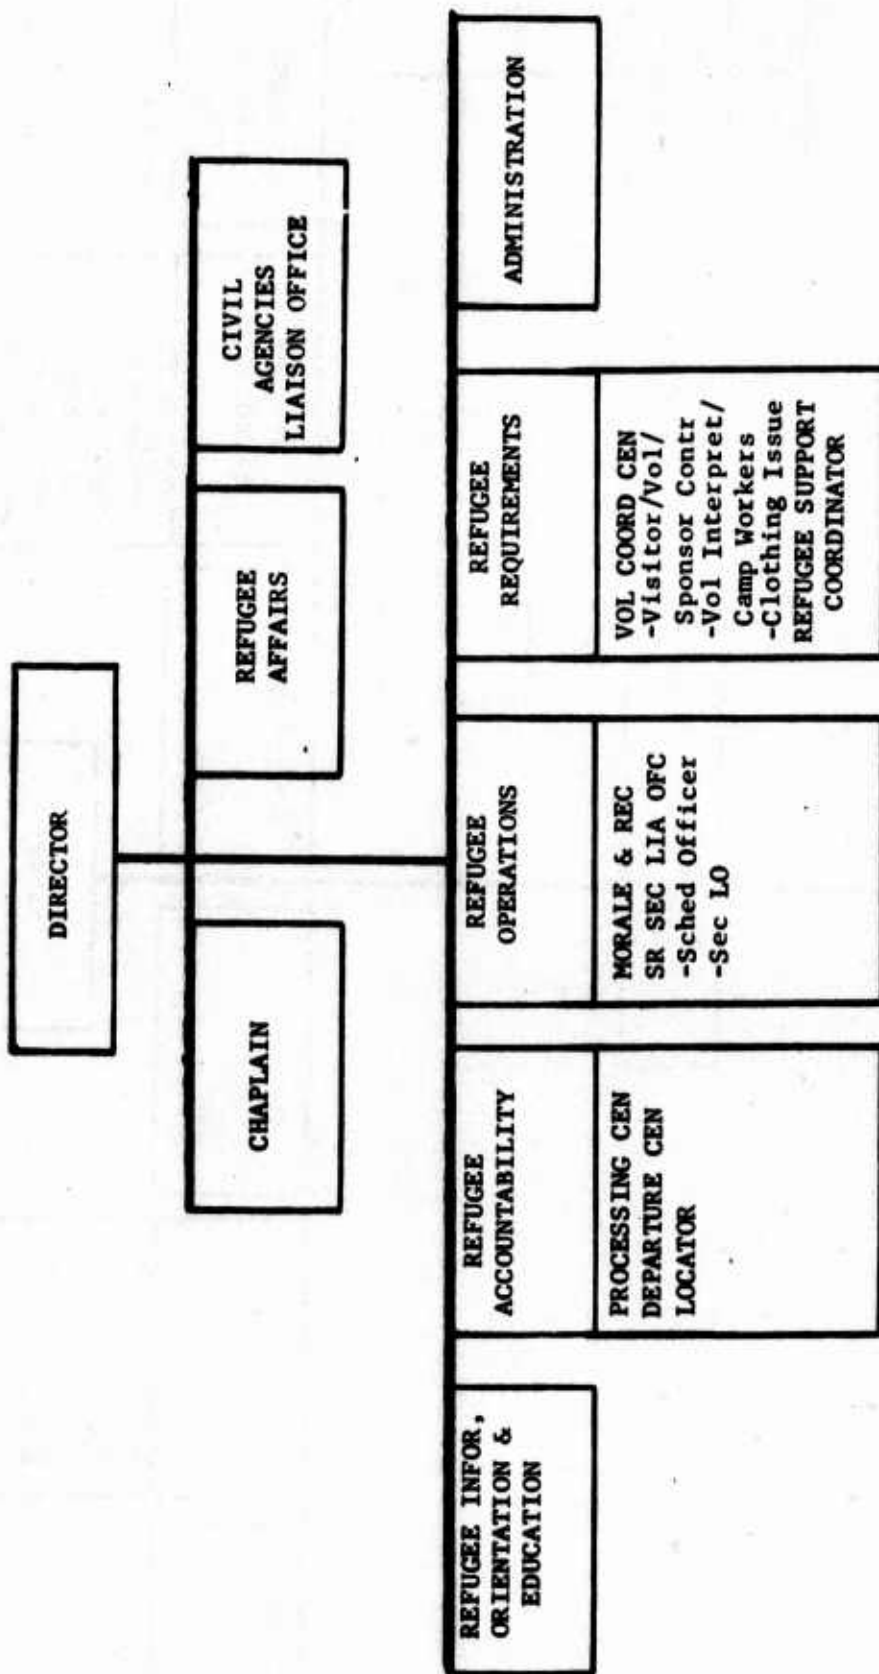 DIRECTOR
CHAPLAIN
REFUGEE
AFFAIRS
CIVIL
AGENCIES
LIAISON OFFICE
REFUGEE INFOR,
ORIENTATION &
EDUCATION
REFUGEE
ACCOUNTABILITY
PROCESSING CEN
DEPARTURE CEN
LOCATOR
REFUGEE
OPERATIONS
MORALE & REC
SR SEC LIA OFC
-Sched Officer
-Sec LO
REFUGEE
REQUIREMENTS
VOL COORD CEN
-Visitor/Vol/
Sponsor Contr
-Vol Interpret/
Camp Workers
-Clothing Issue
REFUGEE SUPPORT
COORDINATOR
ADMINISTRATION